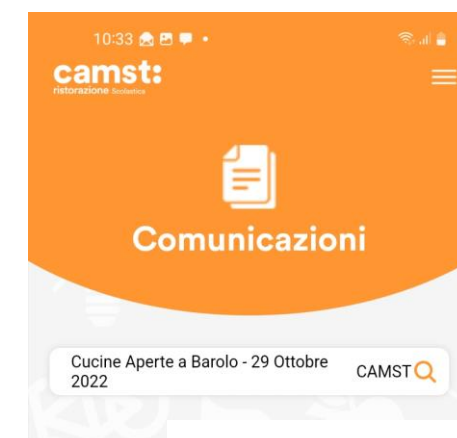 10:33
camst:
ristorazione Scolastica
Comunicazioni
Cucine Aperte a Barolo - 29 Ottobre
2022
CAMST